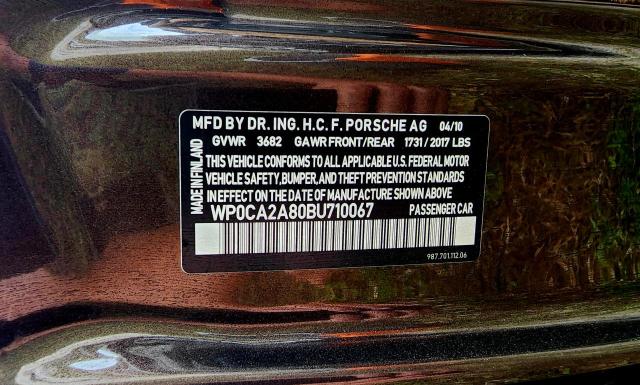 MFD BY DR. ING. H.C. F. PORSCHE AG 04/10
GVWR 3682 GAWR FRONT/REAR 1731/2017 LBS
MADE IN FINLAND
THIS VEHICLE CONFORMS TO ALL APPLICABLE U.S. FEDERAL MOTOR
VEHICLE SAFETY, BUMPER, AND THEFT PREVENTION STANDARDS
IN EFFECT ON THE DATE OF MANUFACTURE SHOWN ABOVE
WP0CA2A80BU710067 PASSENGER CAR
987.701.112.06